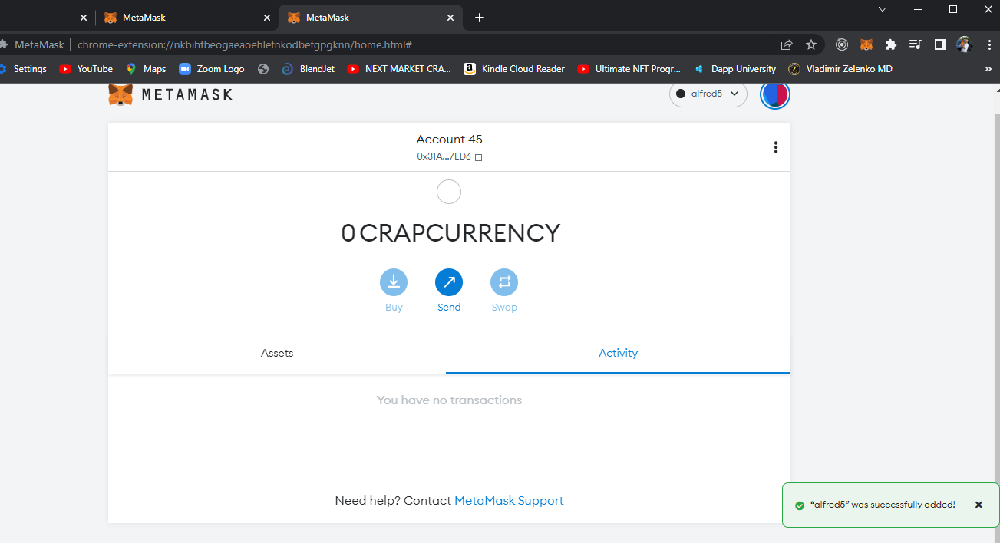 MetaMask
MetaMask
MetaMask
chrome-extension://nkbihfbeogaeaoehlefnkodbefgpgknn/home.html#
Settings
YouTube
Maps
Zoom Logo
BlendJet
NEXT MARKET CRA...
Kindle Cloud Reader
Ultimate NFT Progr...
Dapp University
Vladimir Zelenko MD
METAMASK
alfred5
Account 45
0x31A...7ED6
0 CRAPCURRENCY
Buy
Send
Swap
Assets
Activity
You have no transactions
Need help? Contact MetaMask Support
“alfred5” was successfully added!